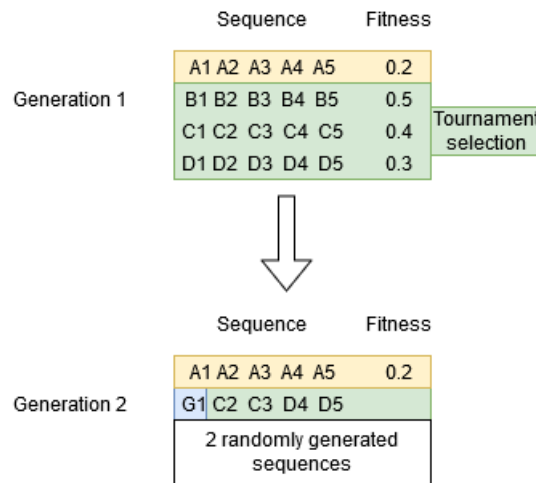 Sequence Fitness
A1 A2 A3 A4 A5 0.2
Generation 1
B1 B2 B3 B4 B5 0.5
C1 C2 C3 C4 C5 0.4
D1 D2 D3 D4 D5 0.3
Tournament
selection
Sequence Fitness
A1 A2 A3 A4 A5 0.2
Generation 2
G1 C2 C3 D4 D5
2 randomly generated
sequences